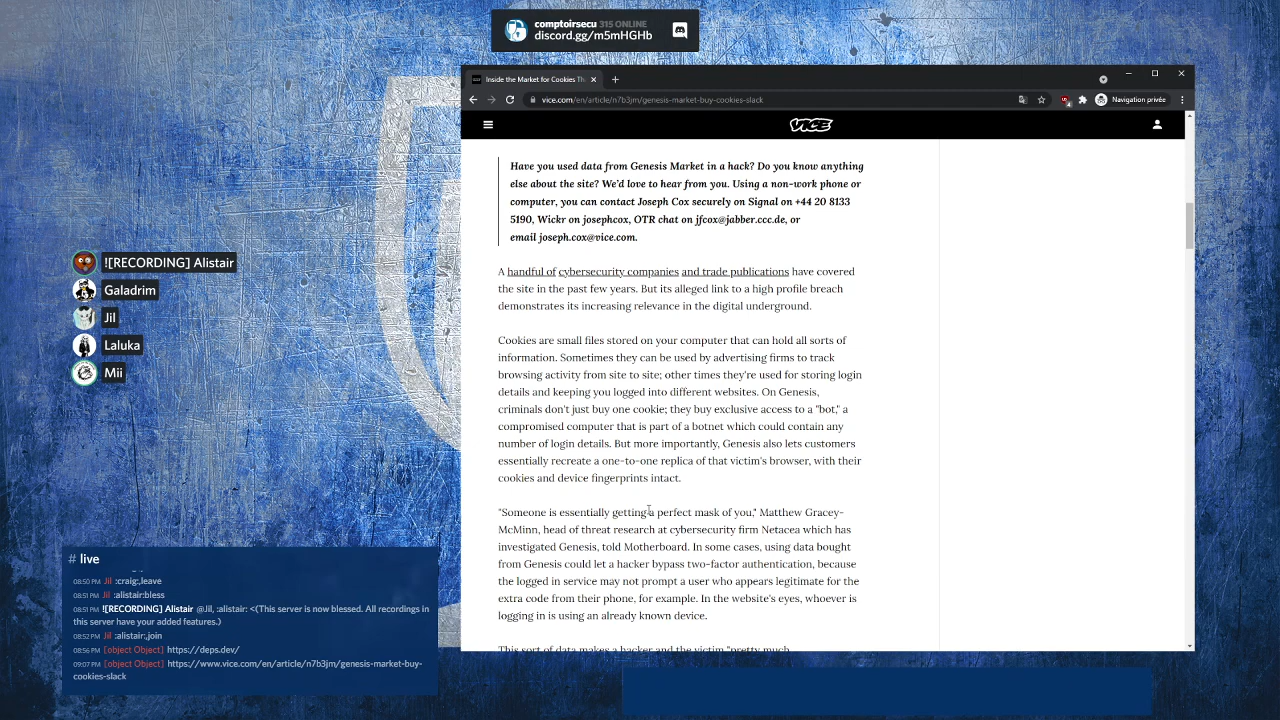 comptoirsecu 315 ONLINE
discord.gg/m5mHGHb
Inside the Market for Cookies Th
vice.com/en/article/n7b3jm/genesis-market-buy-cookies-slack
Navigation privée
VICE
Have you used data from Genesis Market in a hack? Do you know anything
else about the site? We'd love to hear from you. Using a non-work phone or
computer, you can contact Joseph Cox securely on Signal on +44 20 8133
5190, Wickr on josephcox, OTR chat on jfcox@jabber.ccc.de, or
email joseph.cox@vice.com.
A handful of cybersecurity companies and trade publications have covered
the site in the past few years. But its alleged link to a high profile breach
demonstrates its increasing relevance in the digital underground.
Cookies are small files stored on your computer that can hold all sorts of
information. Sometimes they can be used by advertising firms to track
browsing activity from site to site; other times they're used for storing login
details and keeping you logged into different websites. On Genesis,
criminals don't just buy one cookie; they buy exclusive access to a "bot," a
compromised computer that is part of a botnet which could contain any
number of login details. But more importantly, Genesis also lets customers
essentially recreate a one-to-one replica of that victim's browser, with their
cookies and device fingerprints intact.
"Someone is essentially getting a perfect mask of you," Matthew Gracey-
McMinn, head of threat research at cybersecurity firm Netacea which has
investigated Genesis, told Motherboard. In some cases, using data bought
from Genesis could let a hacker bypass two-factor authentication, because
the logged in service may not prompt a user who appears legitimate for the
extra code from their phone, for example. In the website's eyes, whoever is
logging in is using an already known device.
This sort of data makes a hacker and the victim "pretty much
![RECORDING] Alistair
Galadrim
Jil
Laluka
Mii
# live
08:50 PM Jil :craig:,leave
08:51 PM Jil :alistair:bless
08:51 PM ![RECORDING] Alistair @Jil, :alistair: <(This server is now blessed. All recordings in
this server have your added features.)
08:52 PM Jil :alistair:,join
08:56 PM [object Object] https://deps.dev/
09:07 PM [object Object] https://www.vice.com/en/article/n7b3jm/genesis-market-buy-
cookies-slack